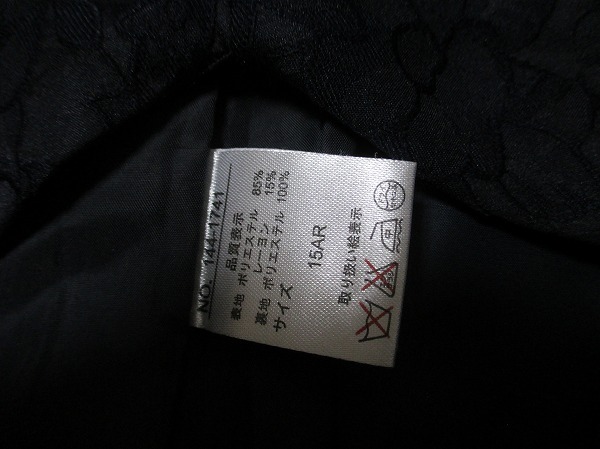 NO. 144-1741
品質表示
表地 ポリエステル 85%
レーヨン 15%
裏地 ポリエステル 100%
サイズ 15AR
取り扱い絵表示
中